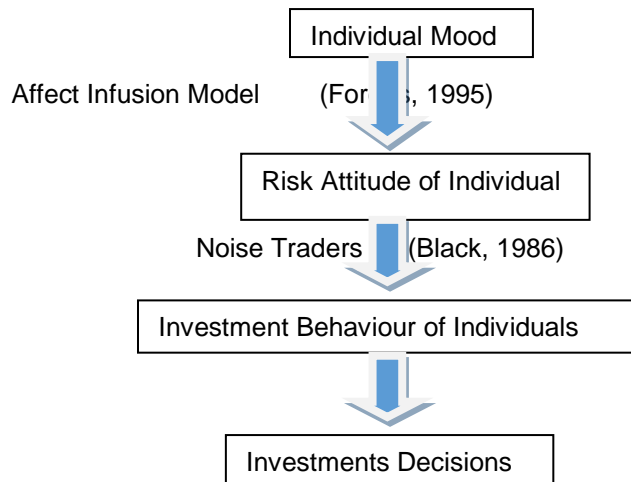 Individual Mood
Affect Infusion Model (For s, 1995)
Risk Attitude of Individual
Noise Traders (Black, 1986)
Investment Behaviour of Individuals
Investments Decisions